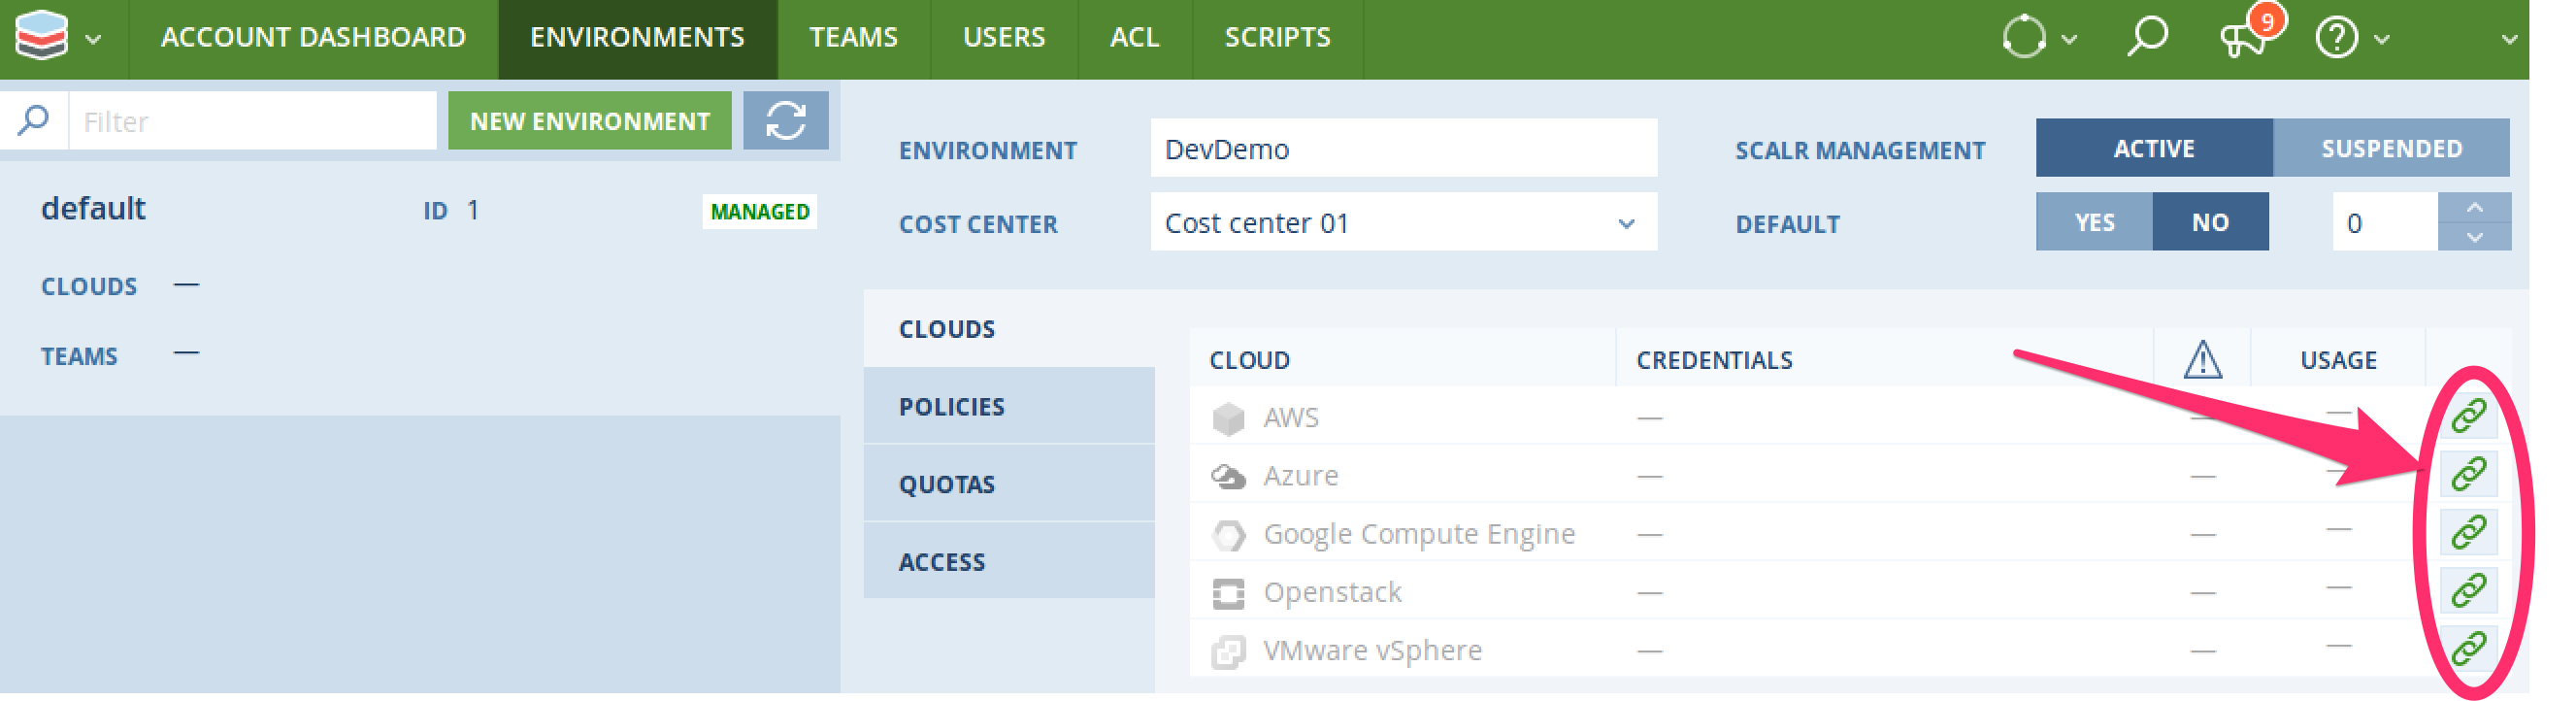 ACCOUNT DASHBOARD ENVIRONMENTS TEAMS USERS ACL SCRIPTS 9
Filter NEW ENVIRONMENT
default ID 1 MANAGED
CLOUDS —
TEAMS —
ENVIRONMENT DevDemo SCALR MANAGEMENT ACTIVE SUSPENDED
COST CENTER Cost center 01 DEFAULT YES NO 0
CLOUDS
POLICIES
QUOTAS
ACCESS
CLOUD CREDENTIALS USAGE
AWS — — —
Azure — — —
Google Compute Engine — — —
Openstack — — —
VMware vSphere — — —